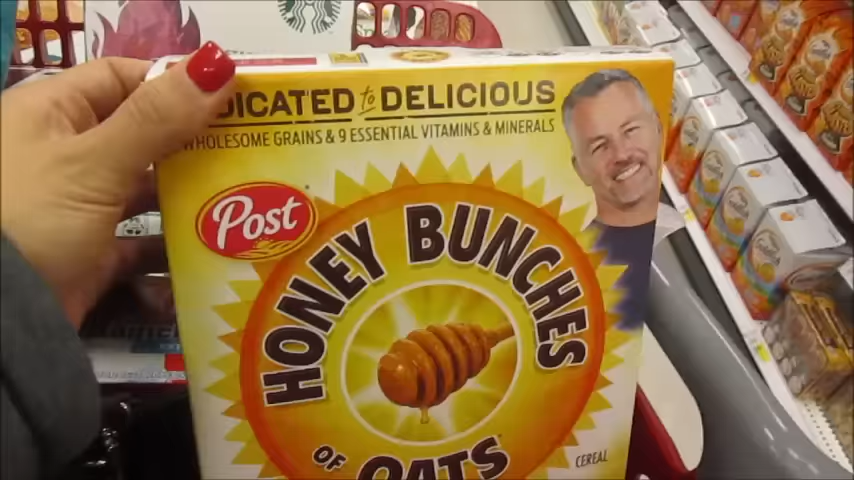 DICATED to DELICIOUS
WHOLESOME GRAINS & 9 ESSENTIAL VITAMINS & MINERALS
Post
HONEY BUNCHES
OF
OATS
CEREAL